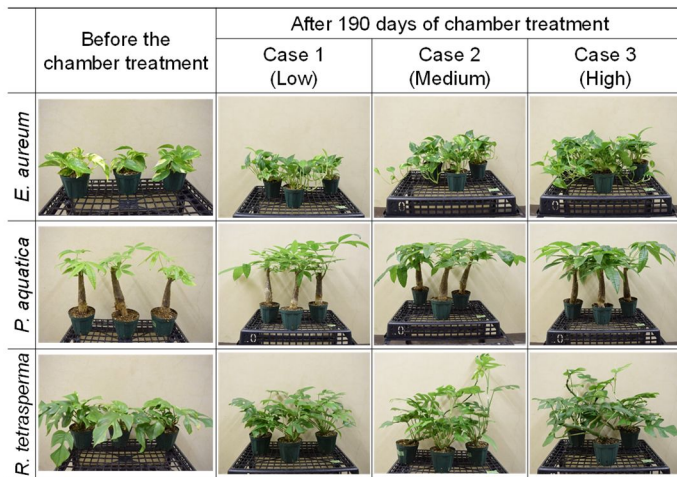 Before the
chamber treatment
After 190 days of chamber treatment
Case 1
(Low)
Case 2
(Medium)
Case 3
(High)
E. aureum
P. aquatica
R. tetrasperma